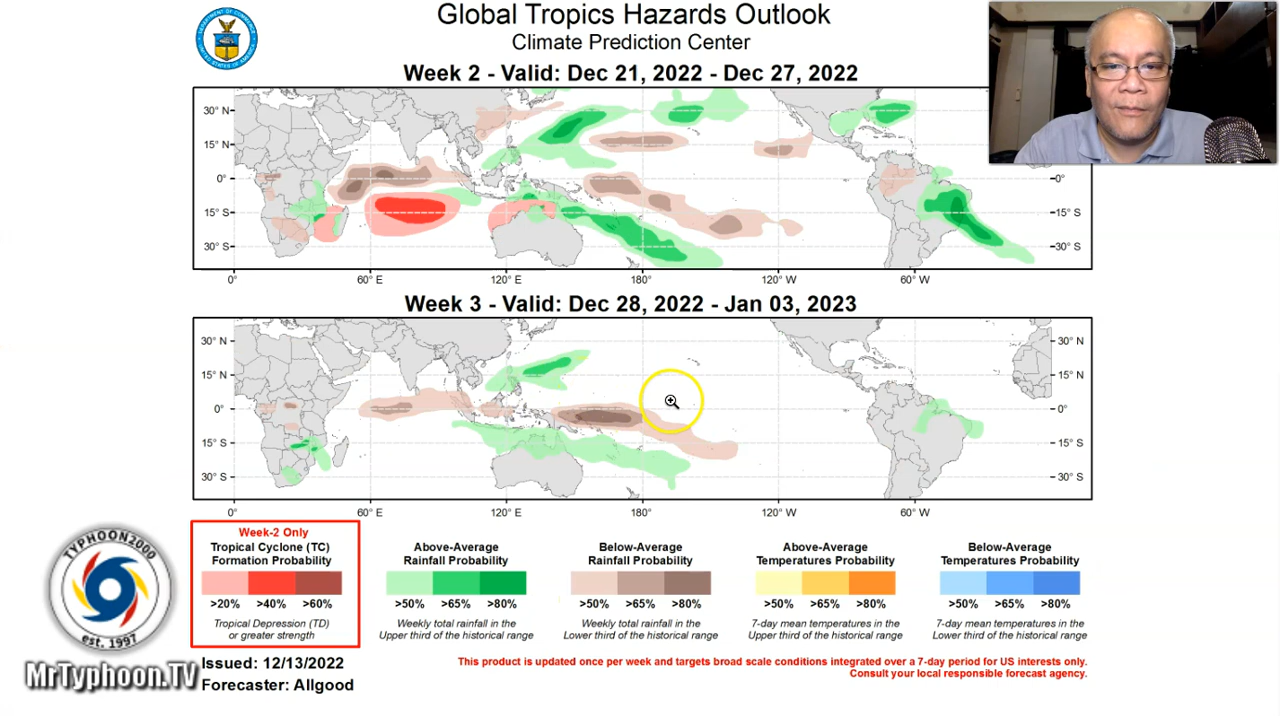 Global Tropics Hazards Outlook
Climate Prediction Center
Week 2 - Valid: Dec 21, 2022 - Dec 27, 2022
30° N
15° N
0°
15° S
30° S
0°
15° S
30° S
0° 60° E 120° E 180° 120° W 60° W
Week 3 - Valid: Dec 28, 2022 - Jan 03, 2023
30° N
15° N
0°
15° S
30° S
30° N
15° N
0°
15° S
30° S
0° 60° E 120° E 180° 120° W 60° W
Week-2 Only
Tropical Cyclone (TC)
Formation Probability
>20% >40% >60%
Tropical Depression (TD)
or greater strength
Above-Average
Rainfall Probability
>50% >65% >80%
Weekly total rainfall in the
Upper third of the historical range
Below-Average
Rainfall Probability
>50% >65% >80%
Weekly total rainfall in the
Lower third of the historical range
Above-Average
Temperatures Probability
>50% >65% >80%
7-day mean temperatures in the
Upper third of the historical range
Below-Average
Temperatures Probability
>50% >65% >80%
7-day mean temperatures in the
Lower third of the historical range
TYPHOON2000
est. 1997
MrTyphoon.TV
Issued: 12/13/2022
Forecaster: Allgood
This product is updated once per week and targets broad scale conditions integrated over a 7-day period for US interests only.
Consult your local responsible forecast agency.